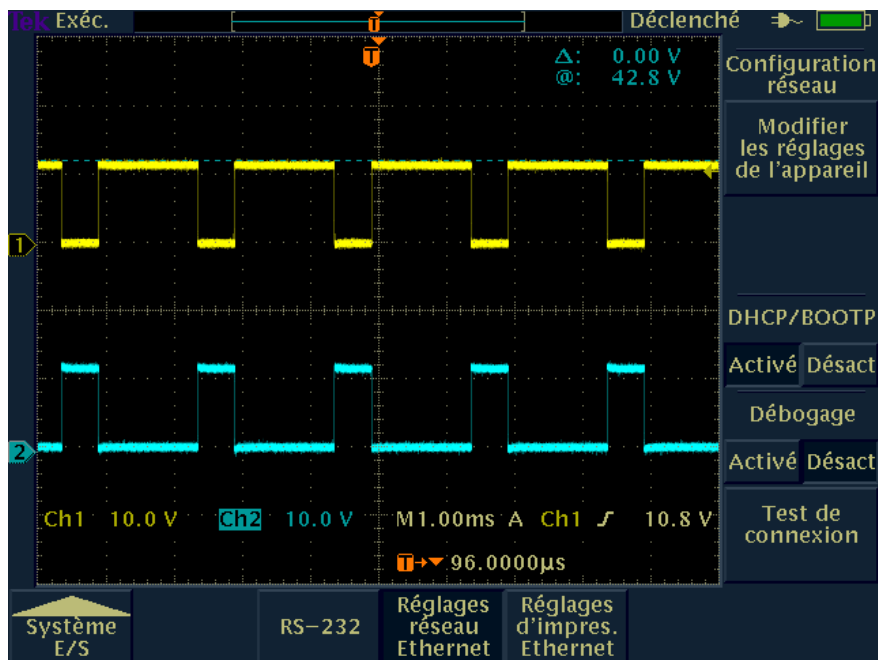 Tek Exéc.
Déclenché
T
T
Δ: 0.00 V
@: 42.8 V
Configuration
réseau
Modifier
les réglages
de l'appareil
1
DHCP/BOOTP
Activé Désact
Débogage
2
Activé Désact
Ch1 10.0 V Ch2 10.0 V M1.00ms A Ch1 10.8 V
Test de
connexion
T 96.0000µs
Système
E/S
RS-232
Réglages
réseau
Ethernet
Réglages
d'impres.
Ethernet